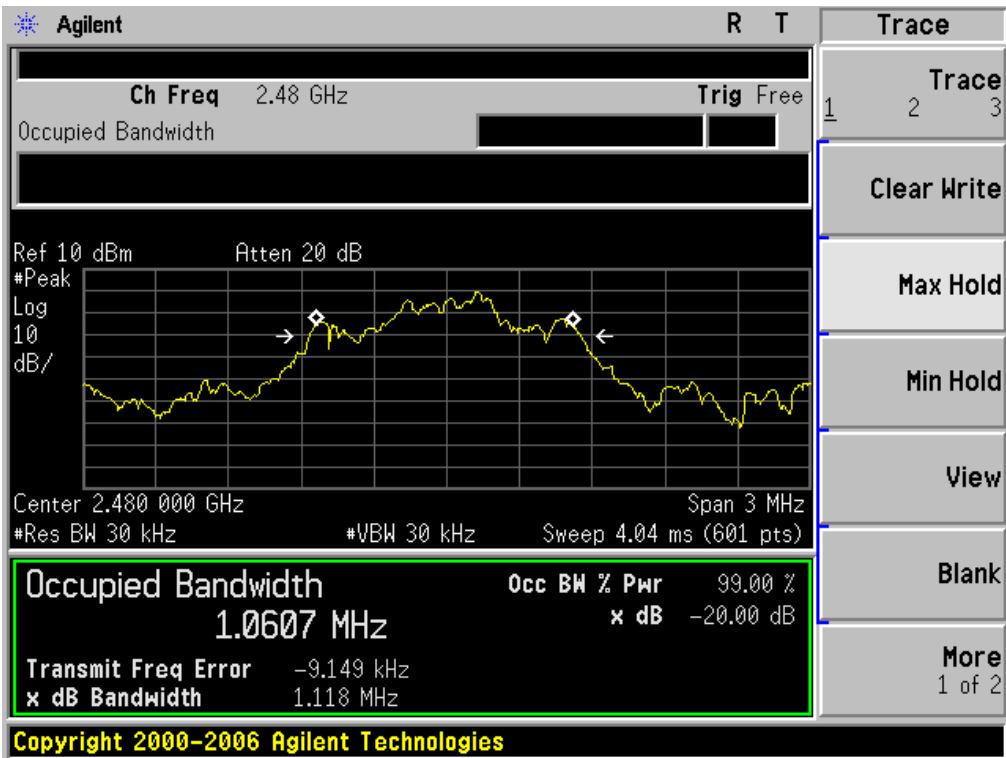 Agilent R T
Ch Freq 2.48 GHz Trig Free
Occupied Bandwidth
Ref 10 dBm Atten 20 dB
#Peak
Log
10
dB/
Center 2.480 000 GHz Span 3 MHz
#Res BW 30 kHz #VBW 30 kHz Sweep 4.04 ms (601 pts)
Occupied Bandwidth Occ BW % Pwr 99.00 %
1.0607 MHz x dB -20.00 dB
Transmit Freq Error -9.149 kHz
x dB Bandwidth 1.118 MHz
Copyright 2000-2006 Agilent Technologies
Trace
Trace
1 2 3
Clear Write
Max Hold
Min Hold
View
Blank
More
1 of 2